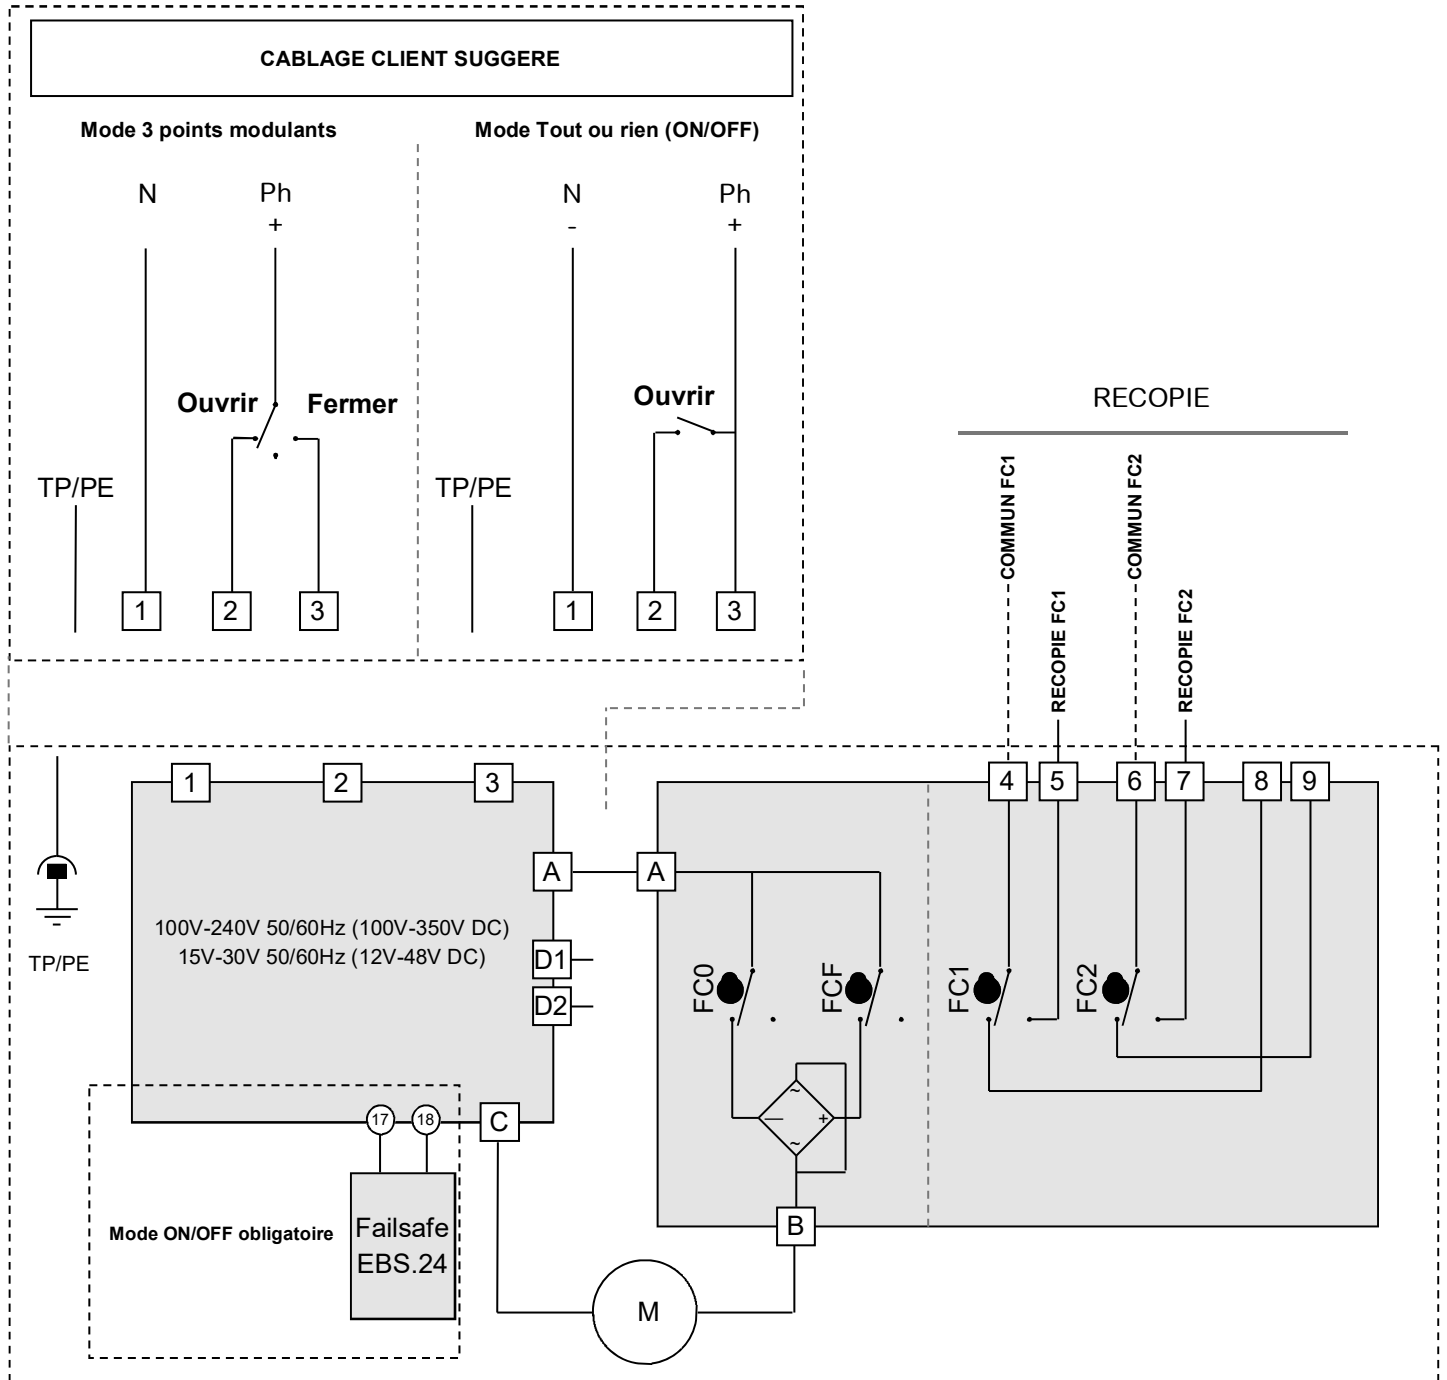 CABLAGE CLIENT SUGGERE
Mode 3 points modulants
Mode Tout ou rien (ON/OFF)
N
Ph
+
N
-
Ph
+
Ouvrir
Fermer
Ouvrir
TP/PE
TP/PE
1
2
3
1
2
3
RECOPIE
COMMUN FC1
RECOPIE FC1
COMMUN FC2
RECOPIE FC2
1
2
3
4
5
6
7
8
9
A
A
100V-240V 50/60Hz (100V-350V DC)
15V-30V 50/60Hz (12V-48V DC)
D1
D2
TP/PE
FC0
FCF
FC1
FC2
~
—
+
~
17
18
C
Mode ON/OFF obligatoire
Failsafe
EBS.24
B
M